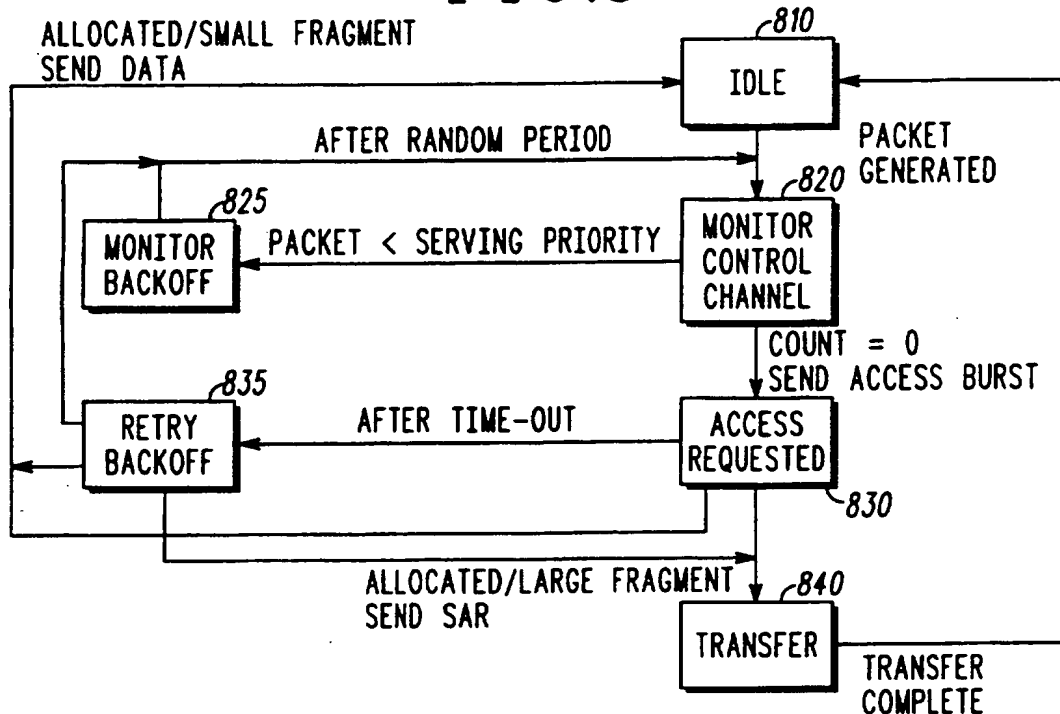 ALLOCATED/SMALL FRAGMENT
SEND DATA
810
IDLE
AFTER RANDOM PERIOD
PACKET
GENERATED
820
825
MONITOR
CONTROL
CHANNEL
MONITOR
BACKOFF
PACKET < SERVING PRIORITY
COUNT = 0
SEND ACCESS BURST
835
RETRY
BACKOFF
AFTER TIME-OUT
ACCESS
REQUESTED
830
ALLOCATED/LARGE FRAGMENT
SEND SAR
840
TRANSFER
TRANSFER
COMPLETE